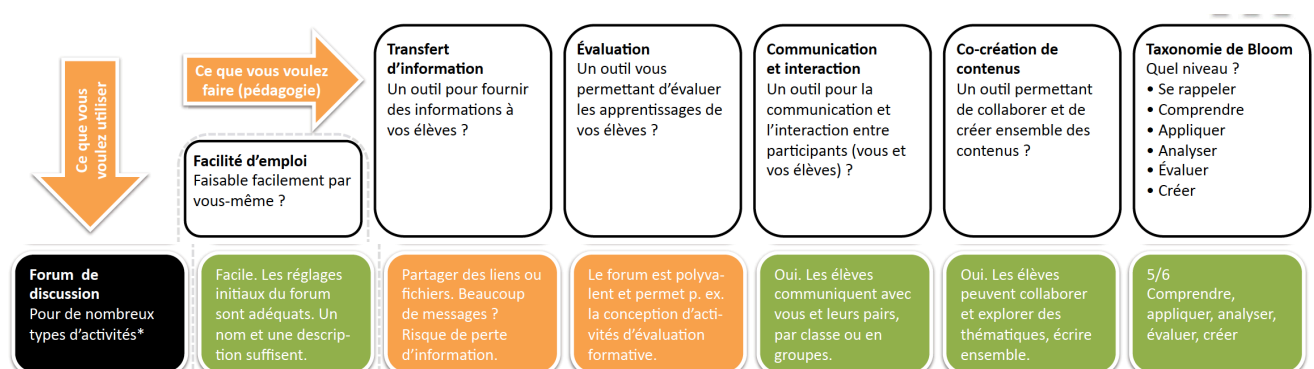 Ce que vous
voulez utiliser
Ce que vous voulez
faire (pédagogie)
Facilité d’emploi
Faisable facilement par
vous-même ?
Transfert
d’information
Un outil pour fournir
des informations à
vos élèves ?
Évaluation
Un outil vous
permettant d’évaluer
les apprentissages de
vos élèves ?
Communication
et interaction
Un outil pour la
communication et
l’interaction entre
participants (vous et
vos élèves) ?
Co-création de
contenus
Un outil permettant
de collaborer et de
créer ensemble des
contenus ?
Taxonomie de Bloom
Quel niveau ?
• Se rappeler
• Comprendre
• Appliquer
• Analyser
• Évaluer
• Créer
Forum de
discussion
Pour de nombreux
types d’activités*
Facile. Les réglages
initiaux du forum
sont adéquats. Un
nom et une descrip-
tion suffisent.
Partager des liens ou
fichiers. Beaucoup
de messages ?
Risque de perte
d’information.
Le forum est polyva-
lent et permet p. ex.
la conception d’acti-
vités d’évaluation
formative.
Oui. Les élèves
communiquent avec
vous et leurs pairs,
par classe ou en
groupes.
Oui. Les élèves
peuvent collaborer
et explorer des
thématiques, écrire
ensemble.
5/6
Comprendre,
appliquer, analyser,
évaluer, créer